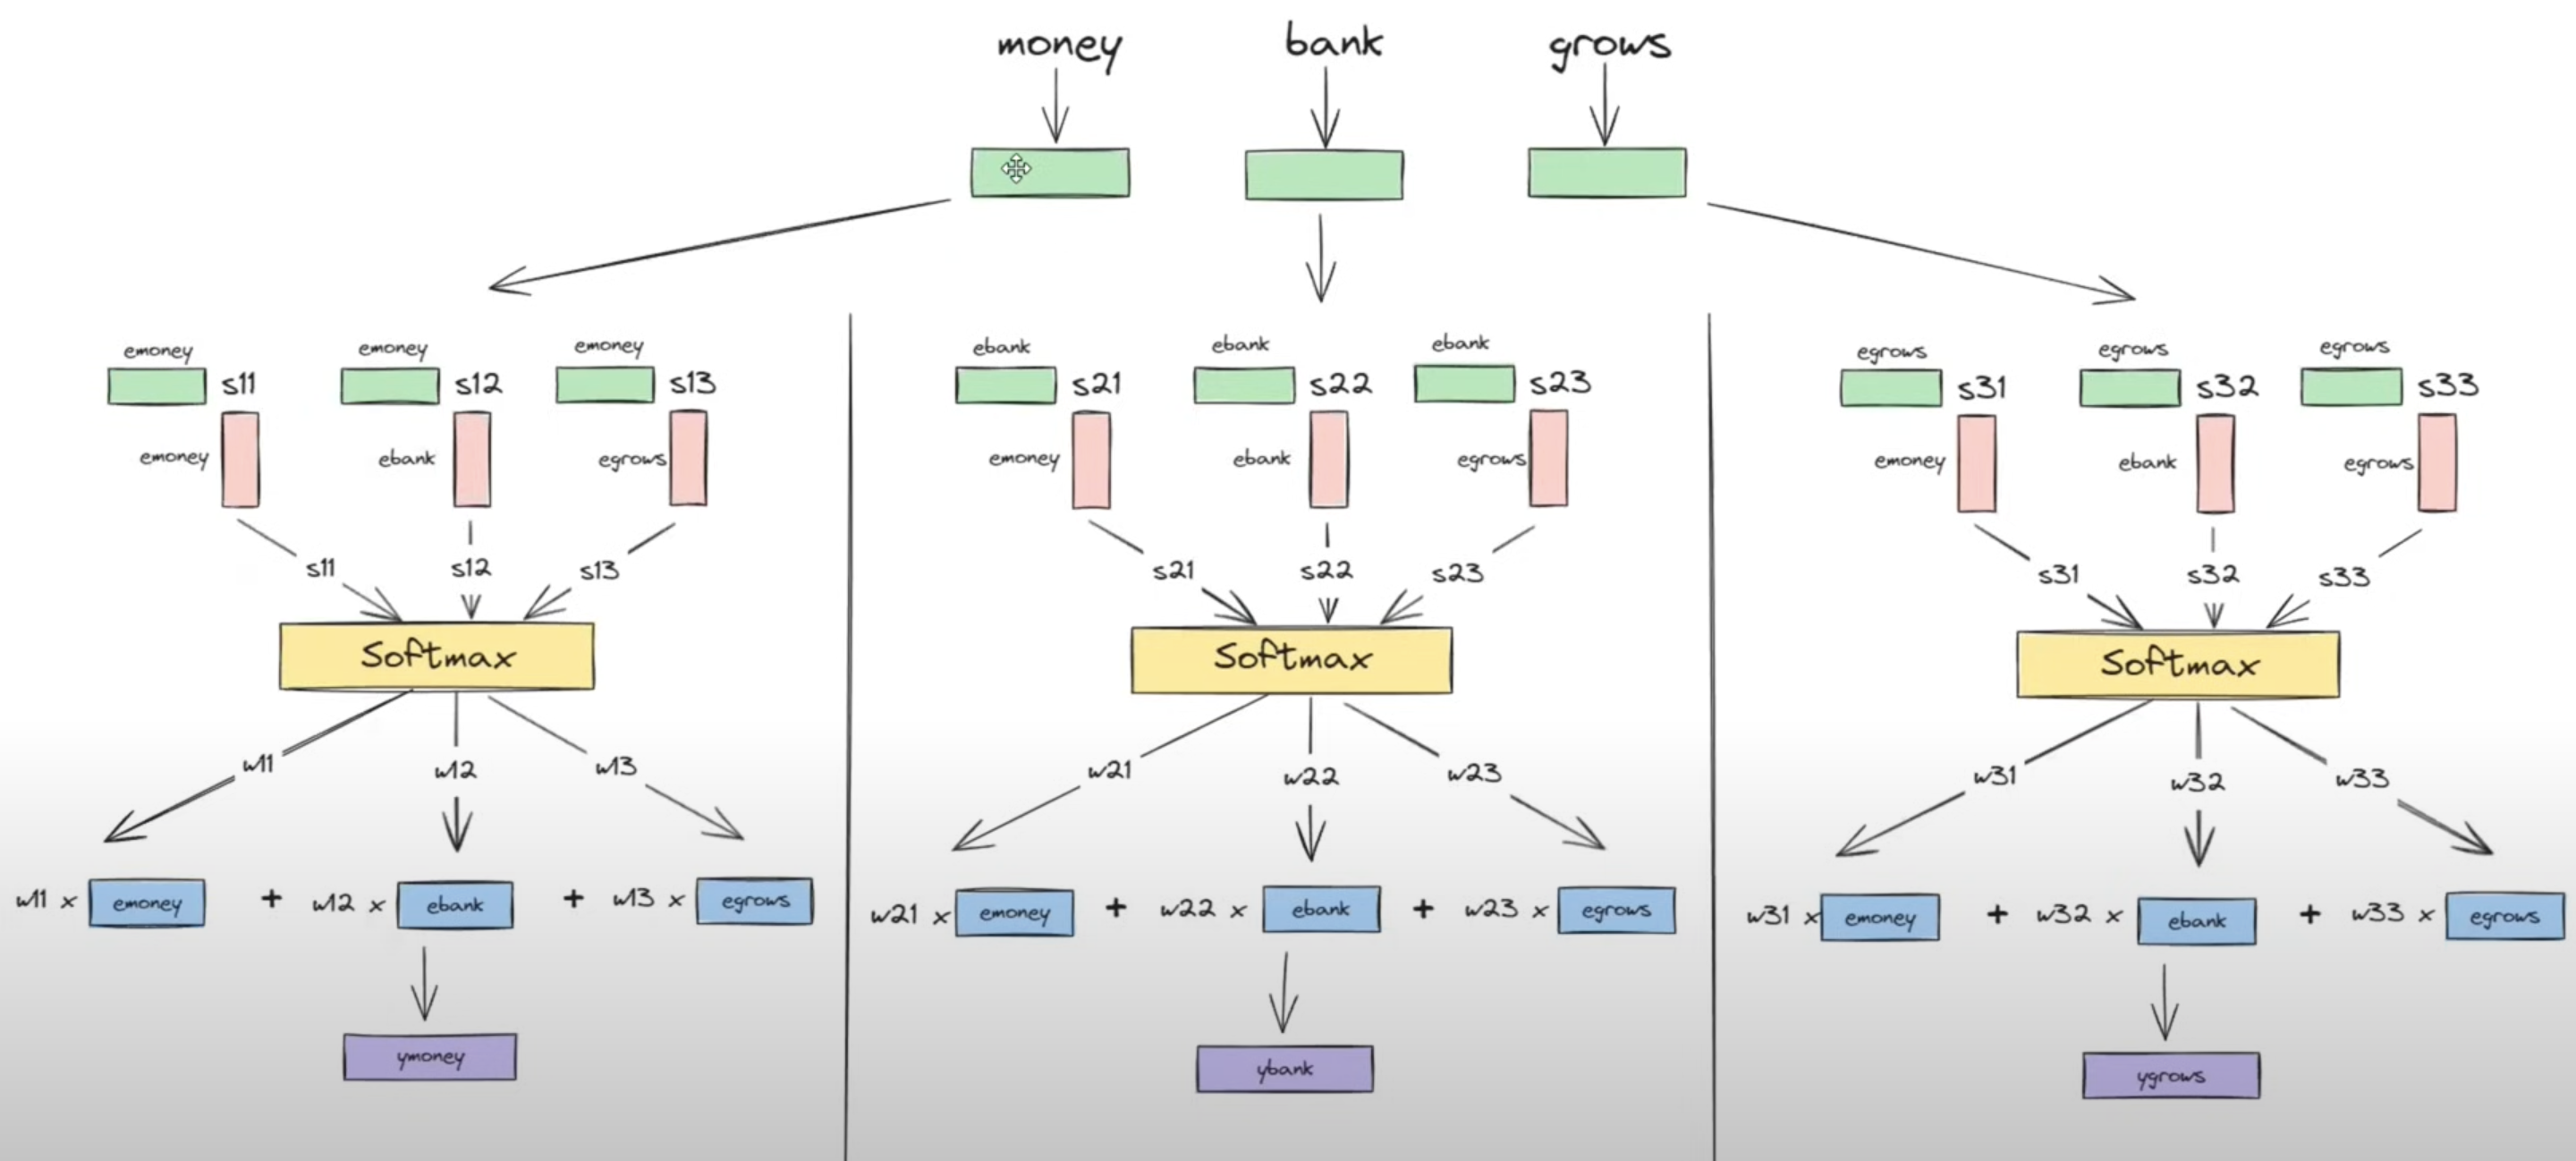 money bank grows
emoney emoney emoney ebank ebank ebank egrows egrows egrows
s11 s12 s13 s21 s22 s23 s31 s32 s33
emoney ebank egrows emoney ebank egrows emoney ebank egrows
s11 s12 s13 s21 s22 s23 s31 s32 s33
Softmax Softmax Softmax
w11 w12 w13 w21 w22 w23 w31 w32 w33
w11 x emoney + w12 x ebank + w13 x egrows w21 x emoney + w22 x ebank + w23 x egrows w31 x emoney + w32 x ebank + w33 x egrows
ymoney ybank ygrows